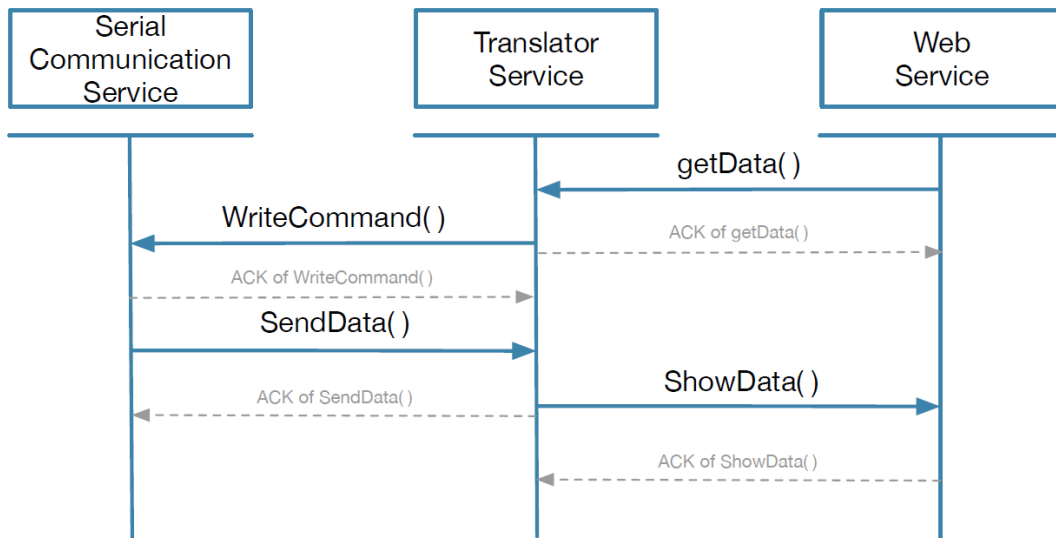 Serial
Communication
Service
Translator
Service
Web
Service
getData( )
WriteCommand( )
ACK of getData( )
ACK of WriteCommand( )
SendData( )
ACK of SendData( )
ShowData( )
ACK of ShowData( )